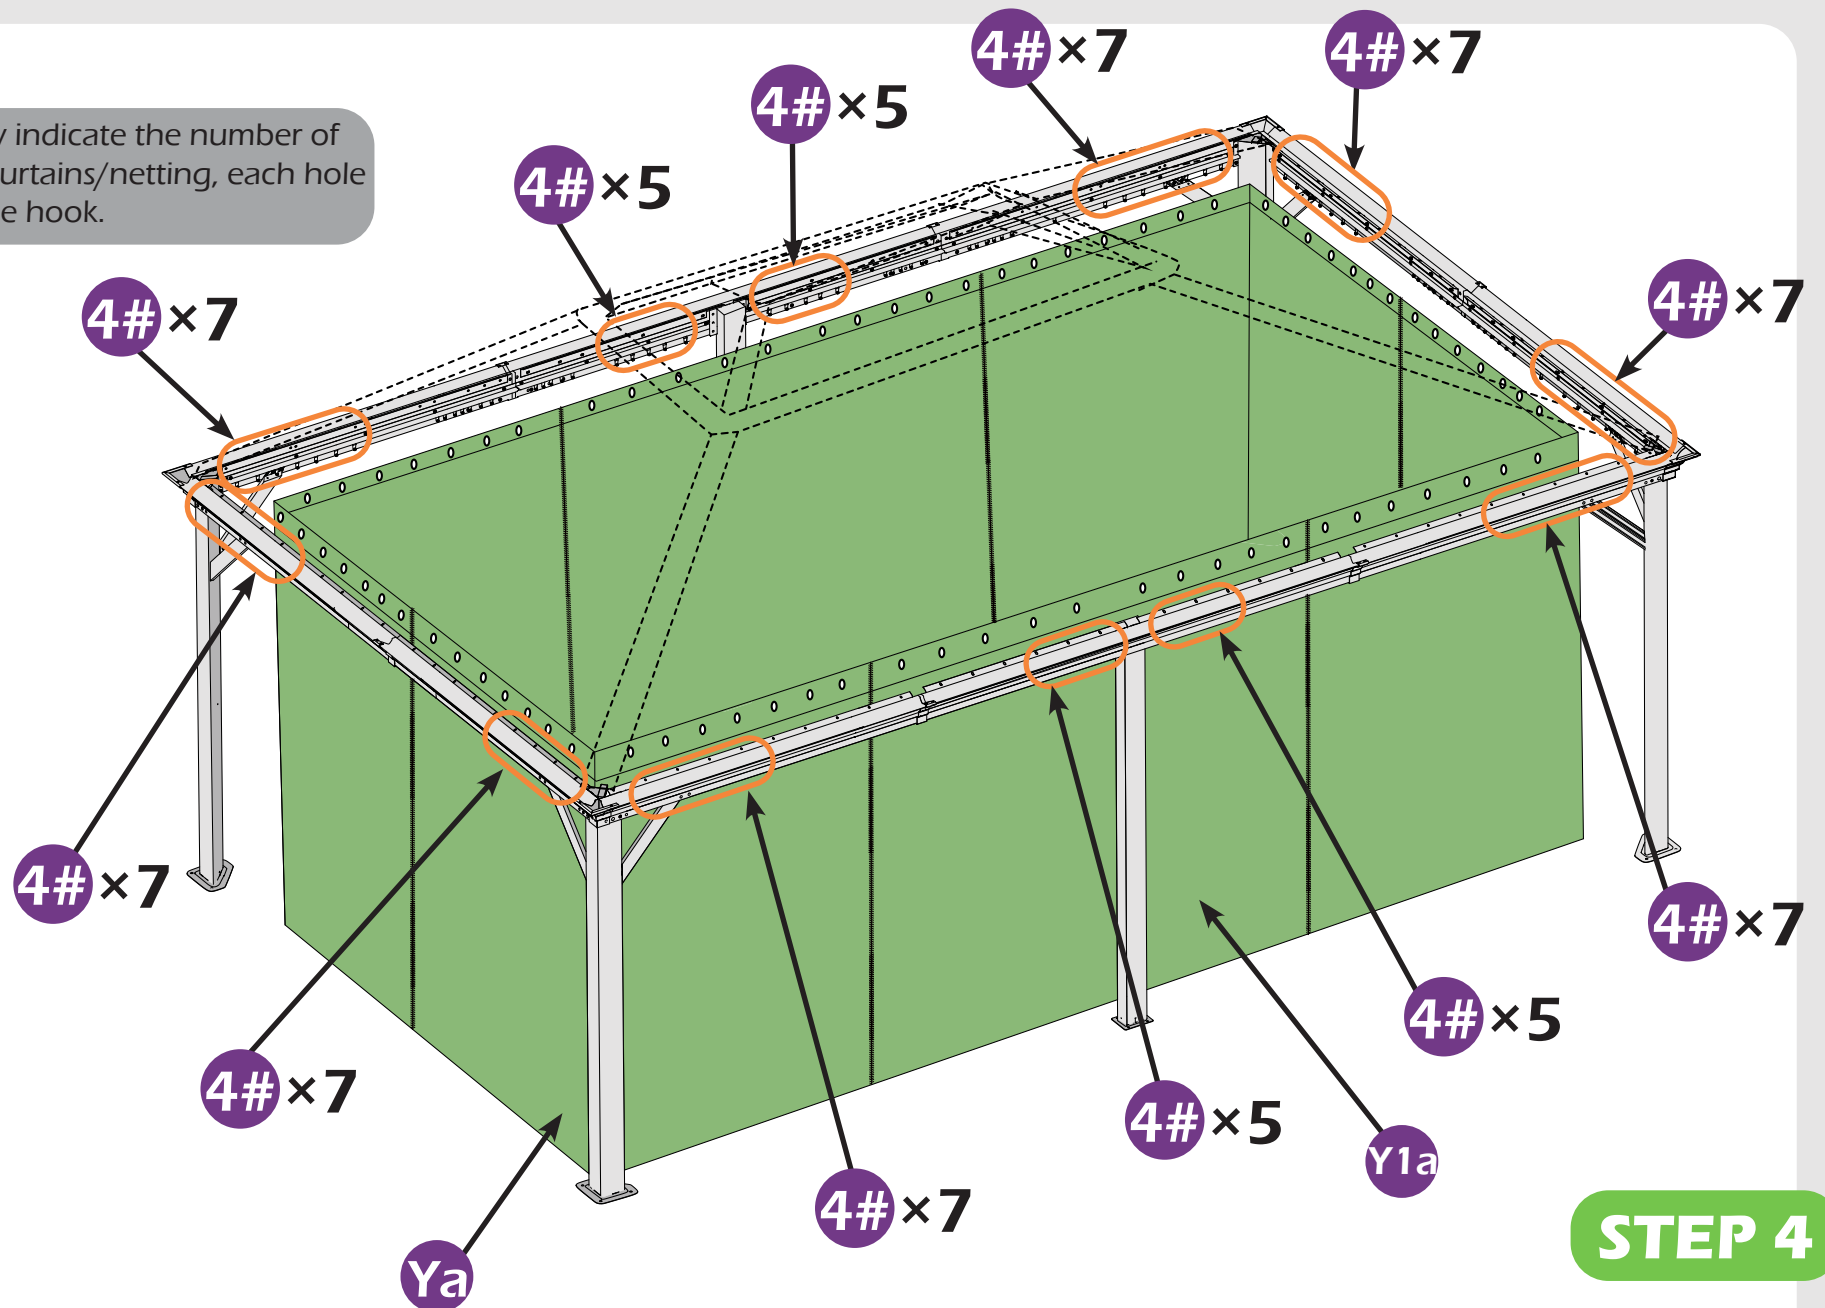 4# ×7
4# ×7
4# ×5
indicate the number of
4# ×5
urtains/netting, each hole
e hook.
4# ×7
4# ×7
4# ×7
4# ×7
4# ×5
4# ×7
4# ×5
Y1a
4# ×7
STEP 4
Ya